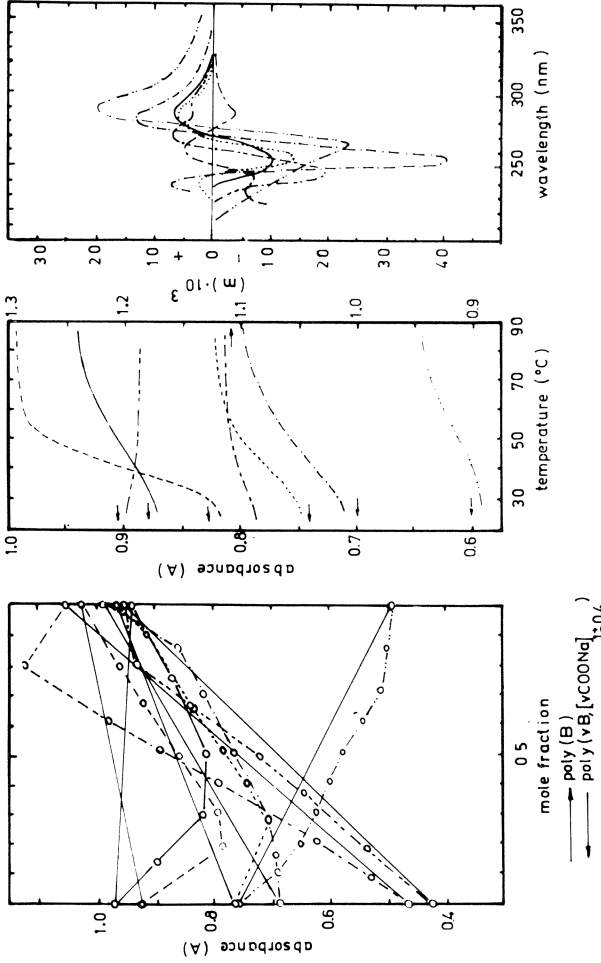 absorbance (A)
1.0
0.8
0.6
0.4
0.5
mole fraction
poly (B)
poly (vB,[vCOONa]1±0.4)
absorbance (A)
1.0
0.9
0.8
0.7
0.6
30 50 70 90
temperature (°C)
1.3
1.2
1.1
1.0
0.9
ε (m)·10³
30
20
10
+
0
−
10
20
30
40
250 300 350
wavelength (nm)